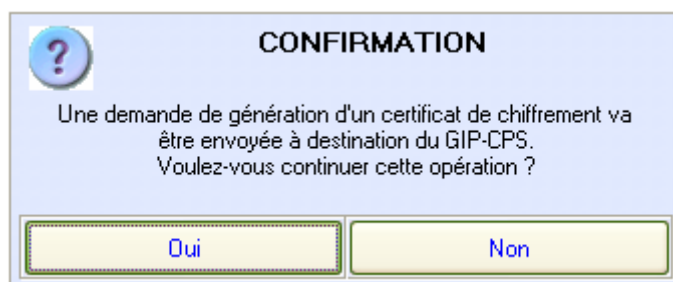 CONFIRMATION
Une demande de génération d'un certificat de chiffrement va
être envoyée à destination du GIP-CPS.
Voulez-vous continuer cette opération ?
Oui
Non